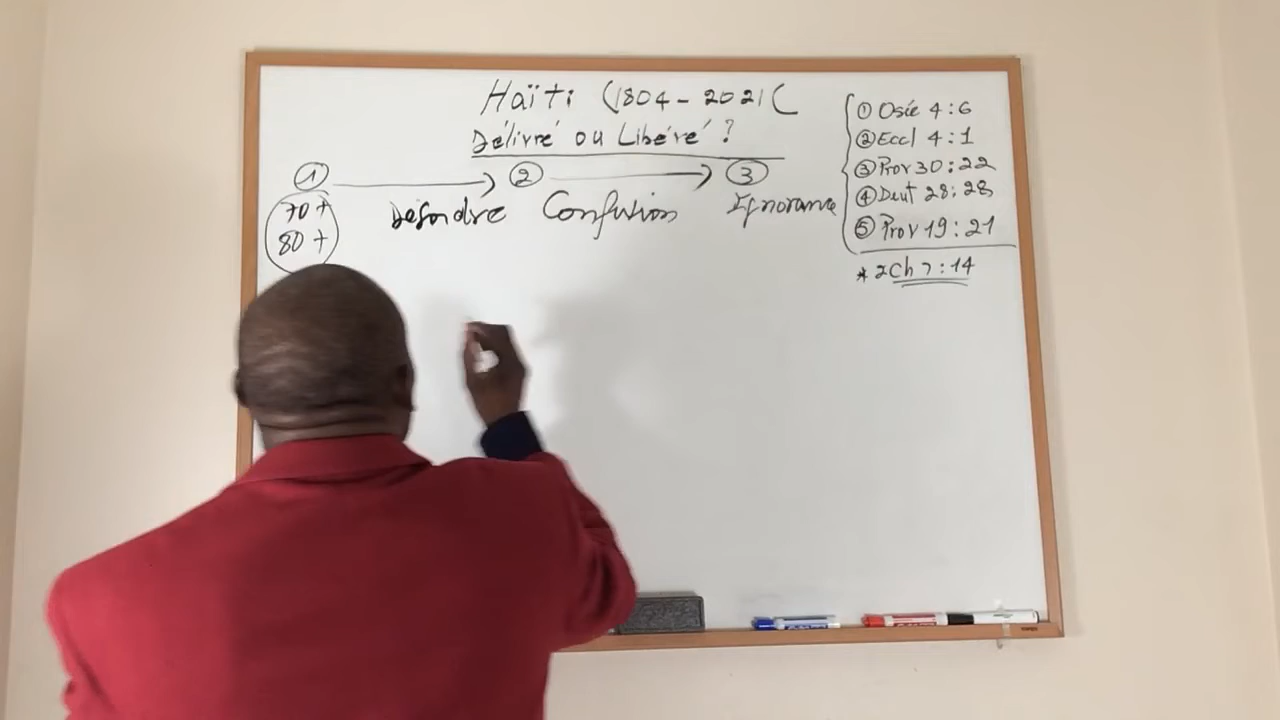 Haïti (1804 - 2021(
Délivré ou Libéré ?
① → ② → ③
70 +
80 +
Confusion
Ignorance
① Osée 4:6
② Eccl 4:1
③ Prov 30:22
④ Deut 28:28
⑤ Prov 19:21
* 2Ch 7:14